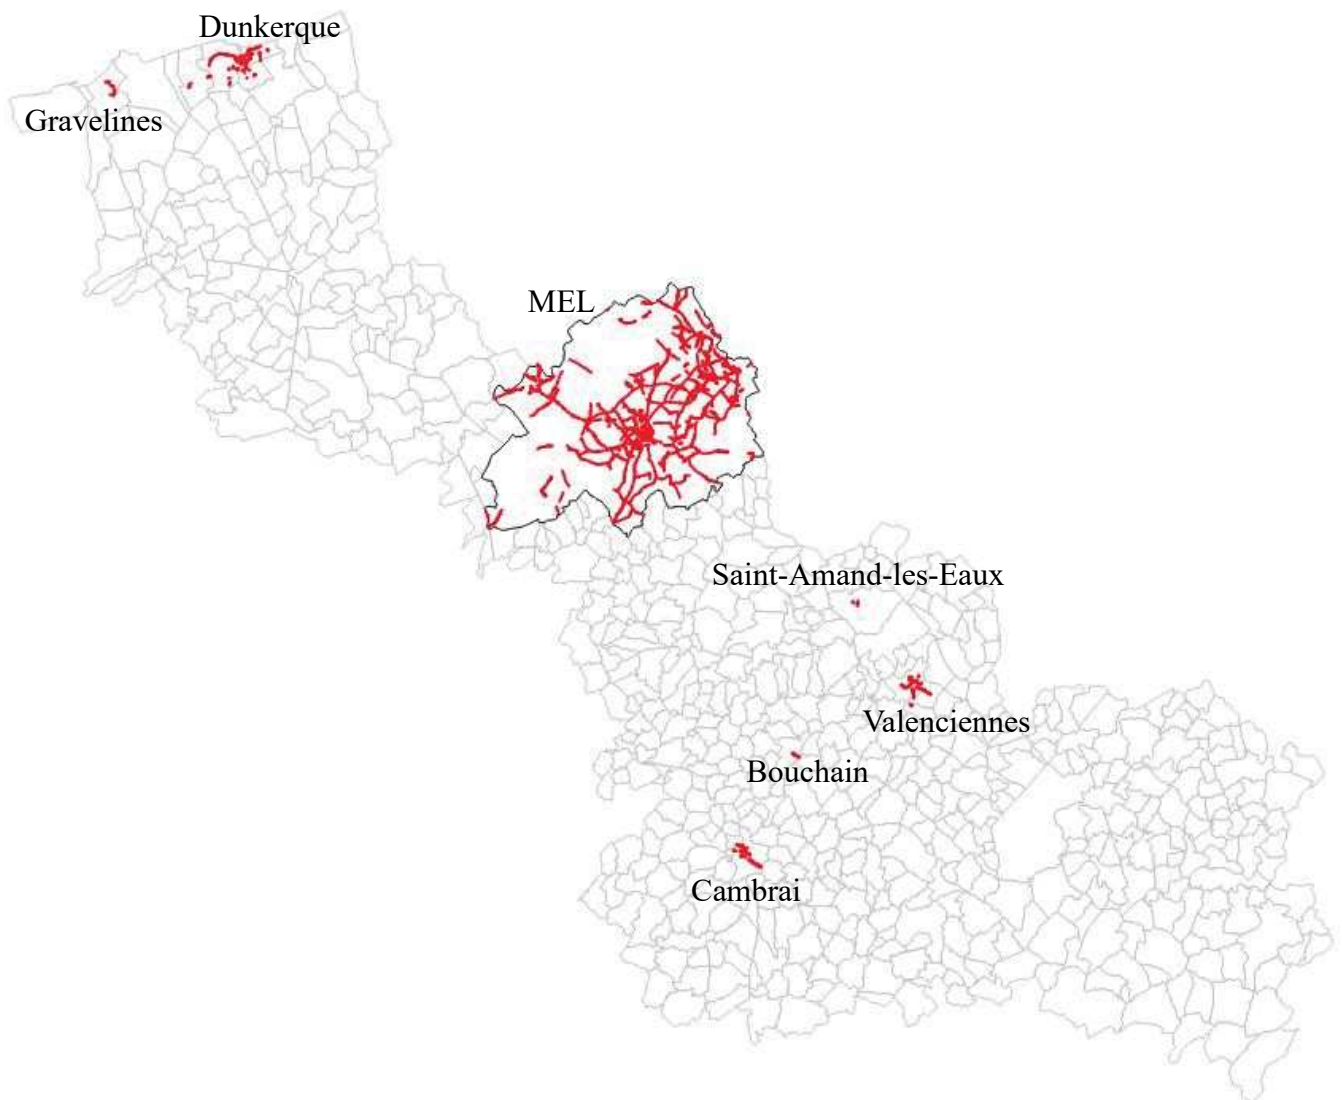 Dunkerque
Gravelines
MEL
Saint-Amand-les-Eaux
Valenciennes
Bouchain
Cambrai